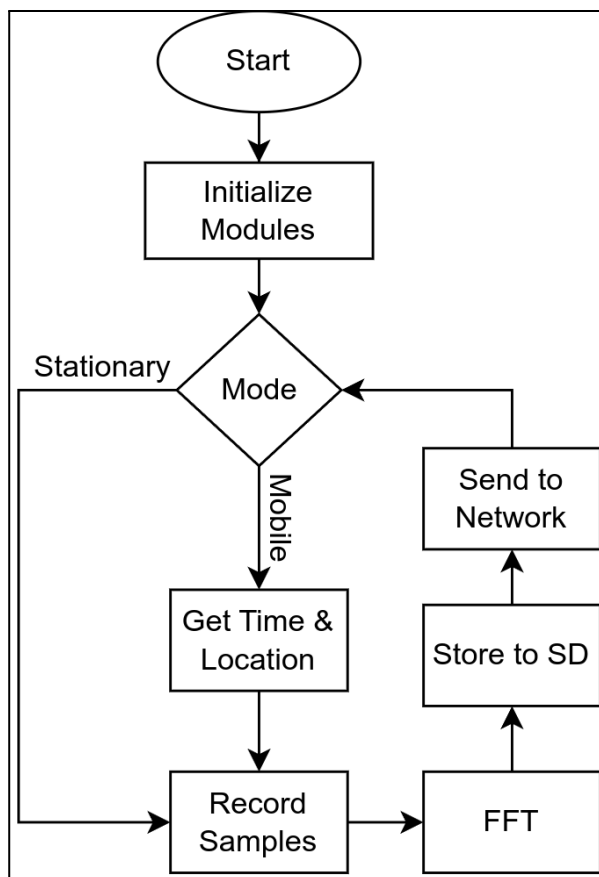 Start
Initialize
Modules
Stationary
Mode
Mobile
Get Time &
Location
Record
Samples
FFT
Store to SD
Send to
Network